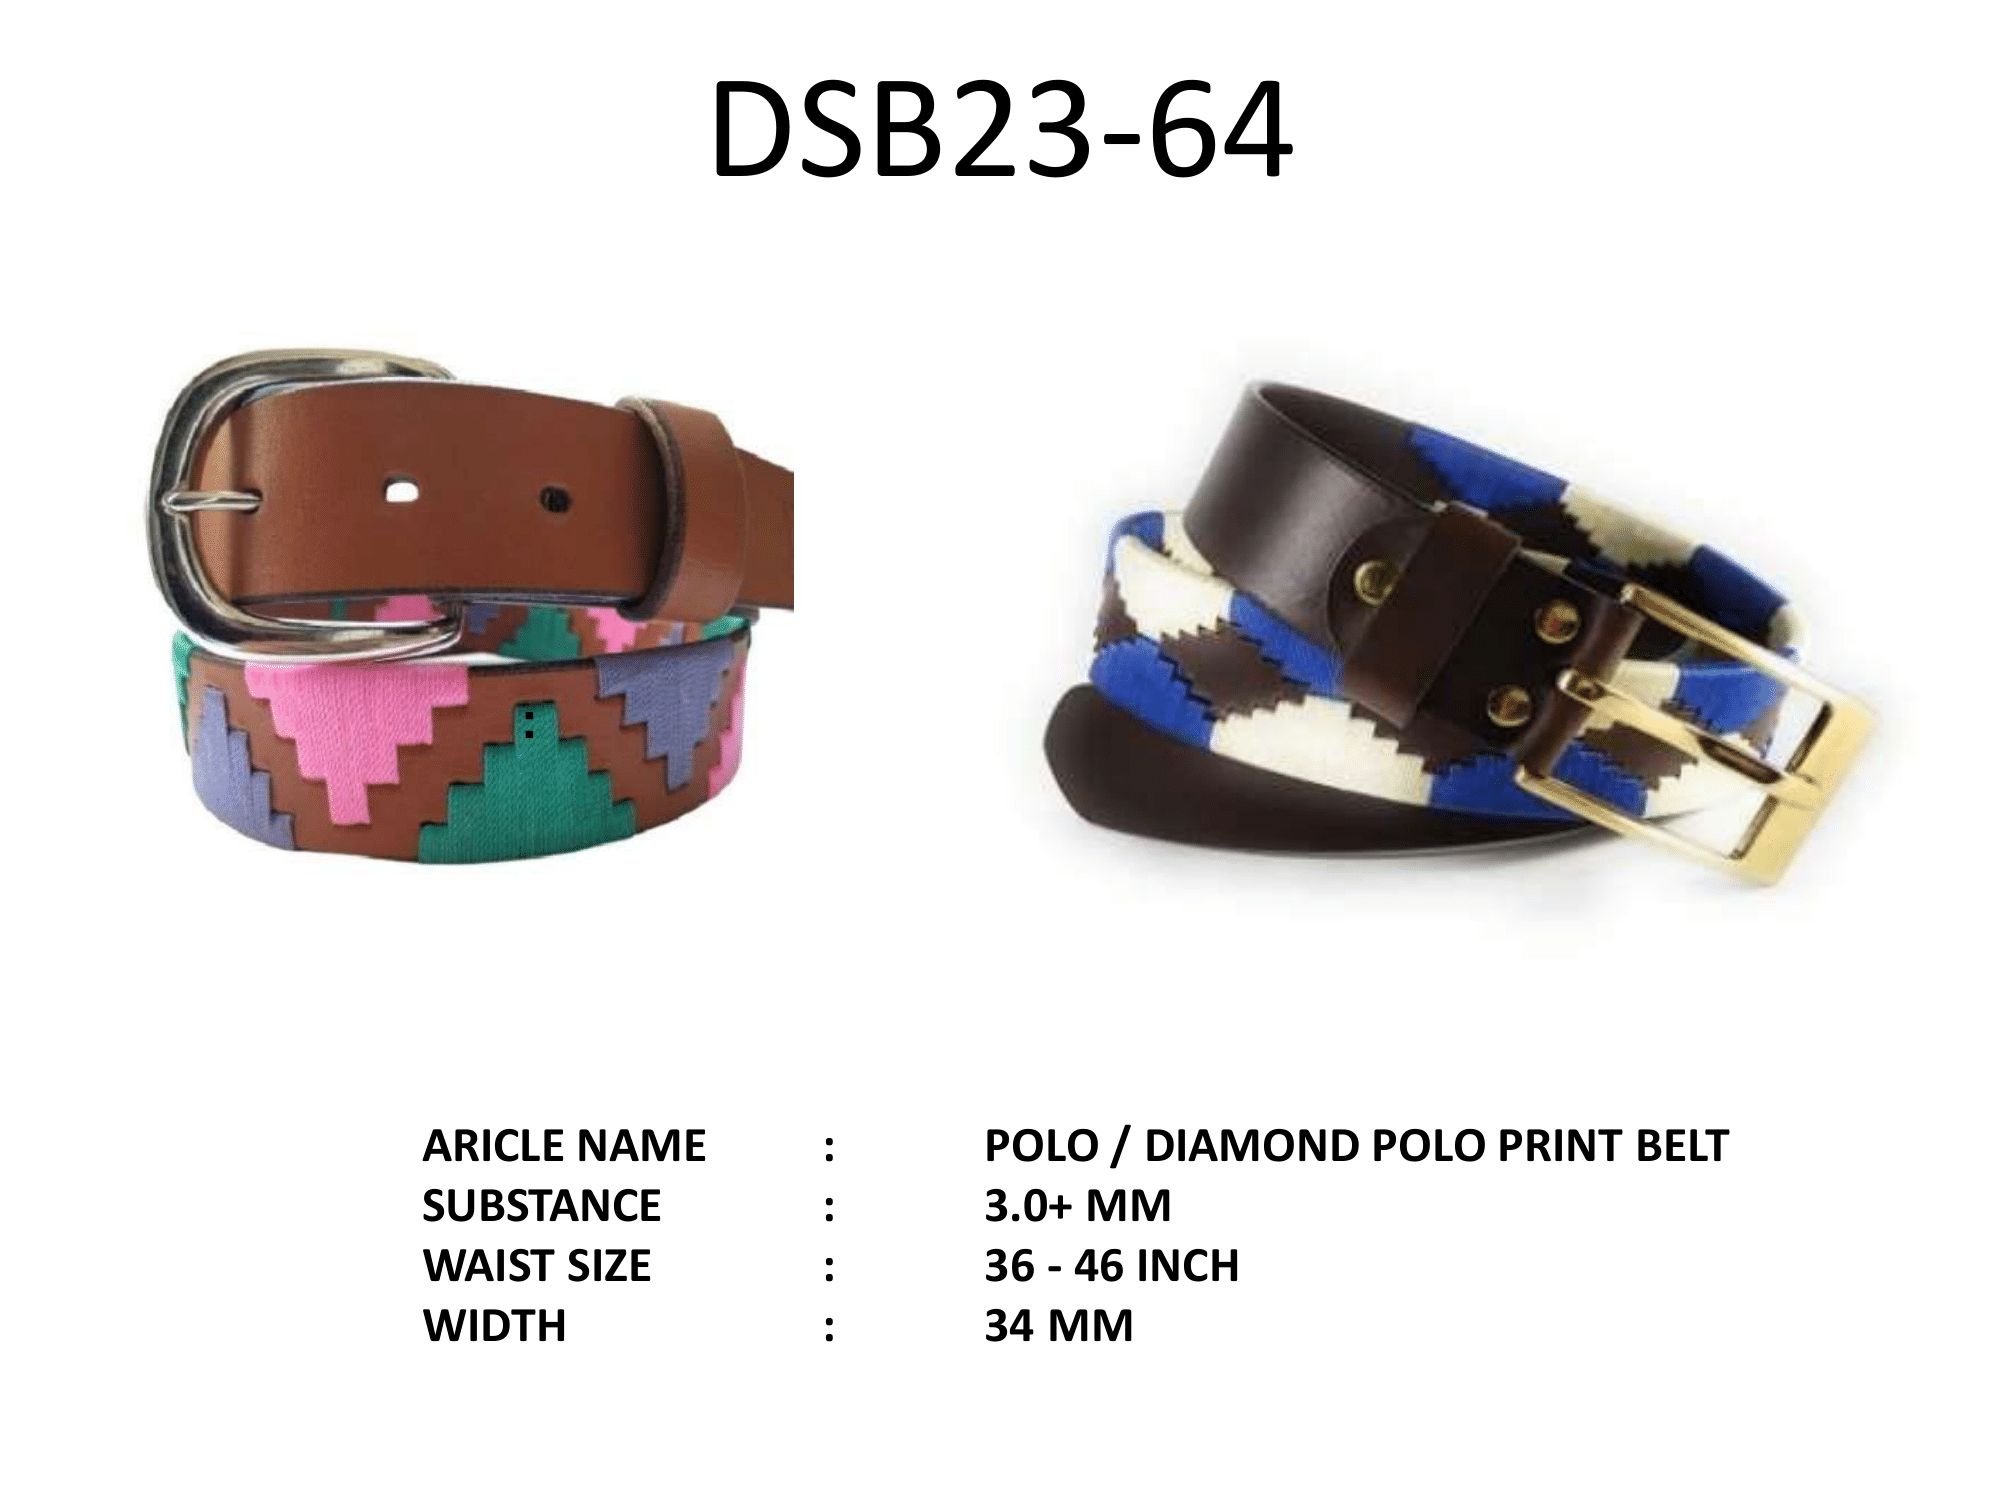 DSB23-64
:
ARICLE NAME : POLO / DIAMOND POLO PRINT BELT
SUBSTANCE : 3.0+ MM
WAIST SIZE : 36 - 46 INCH
WIDTH : 34 MM